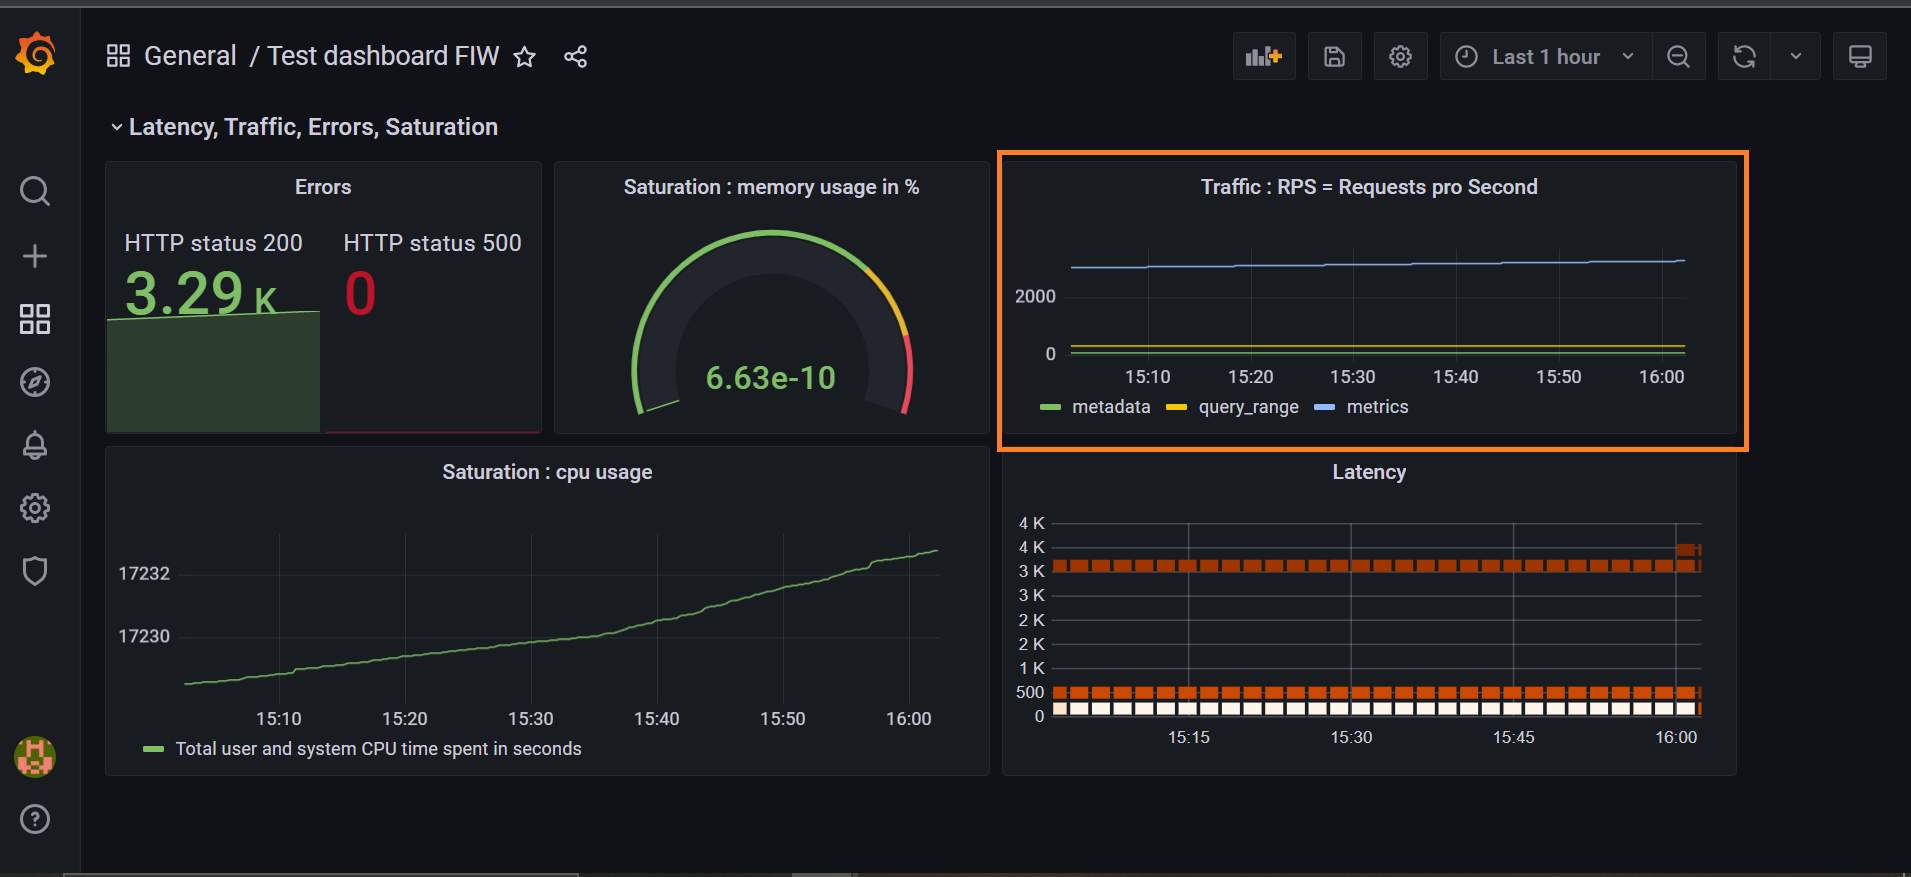 General / Test dashboard FIW
Last 1 hour
Latency, Traffic, Errors, Saturation
Errors
HTTP status 200
3.29 K
HTTP status 500
0
Saturation : memory usage in %
6.63e-10
Traffic : RPS = Requests pro Second
2000
0
15:10 15:20 15:30 15:40 15:50 16:00
metadata query_range metrics
Saturation : cpu usage
17232
17230
15:10 15:20 15:30 15:40 15:50 16:00
Total user and system CPU time spent in seconds
Latency
4 K
4 K
3 K
3 K
2 K
2 K
1 K
500
0
15:15 15:30 15:45 16:00